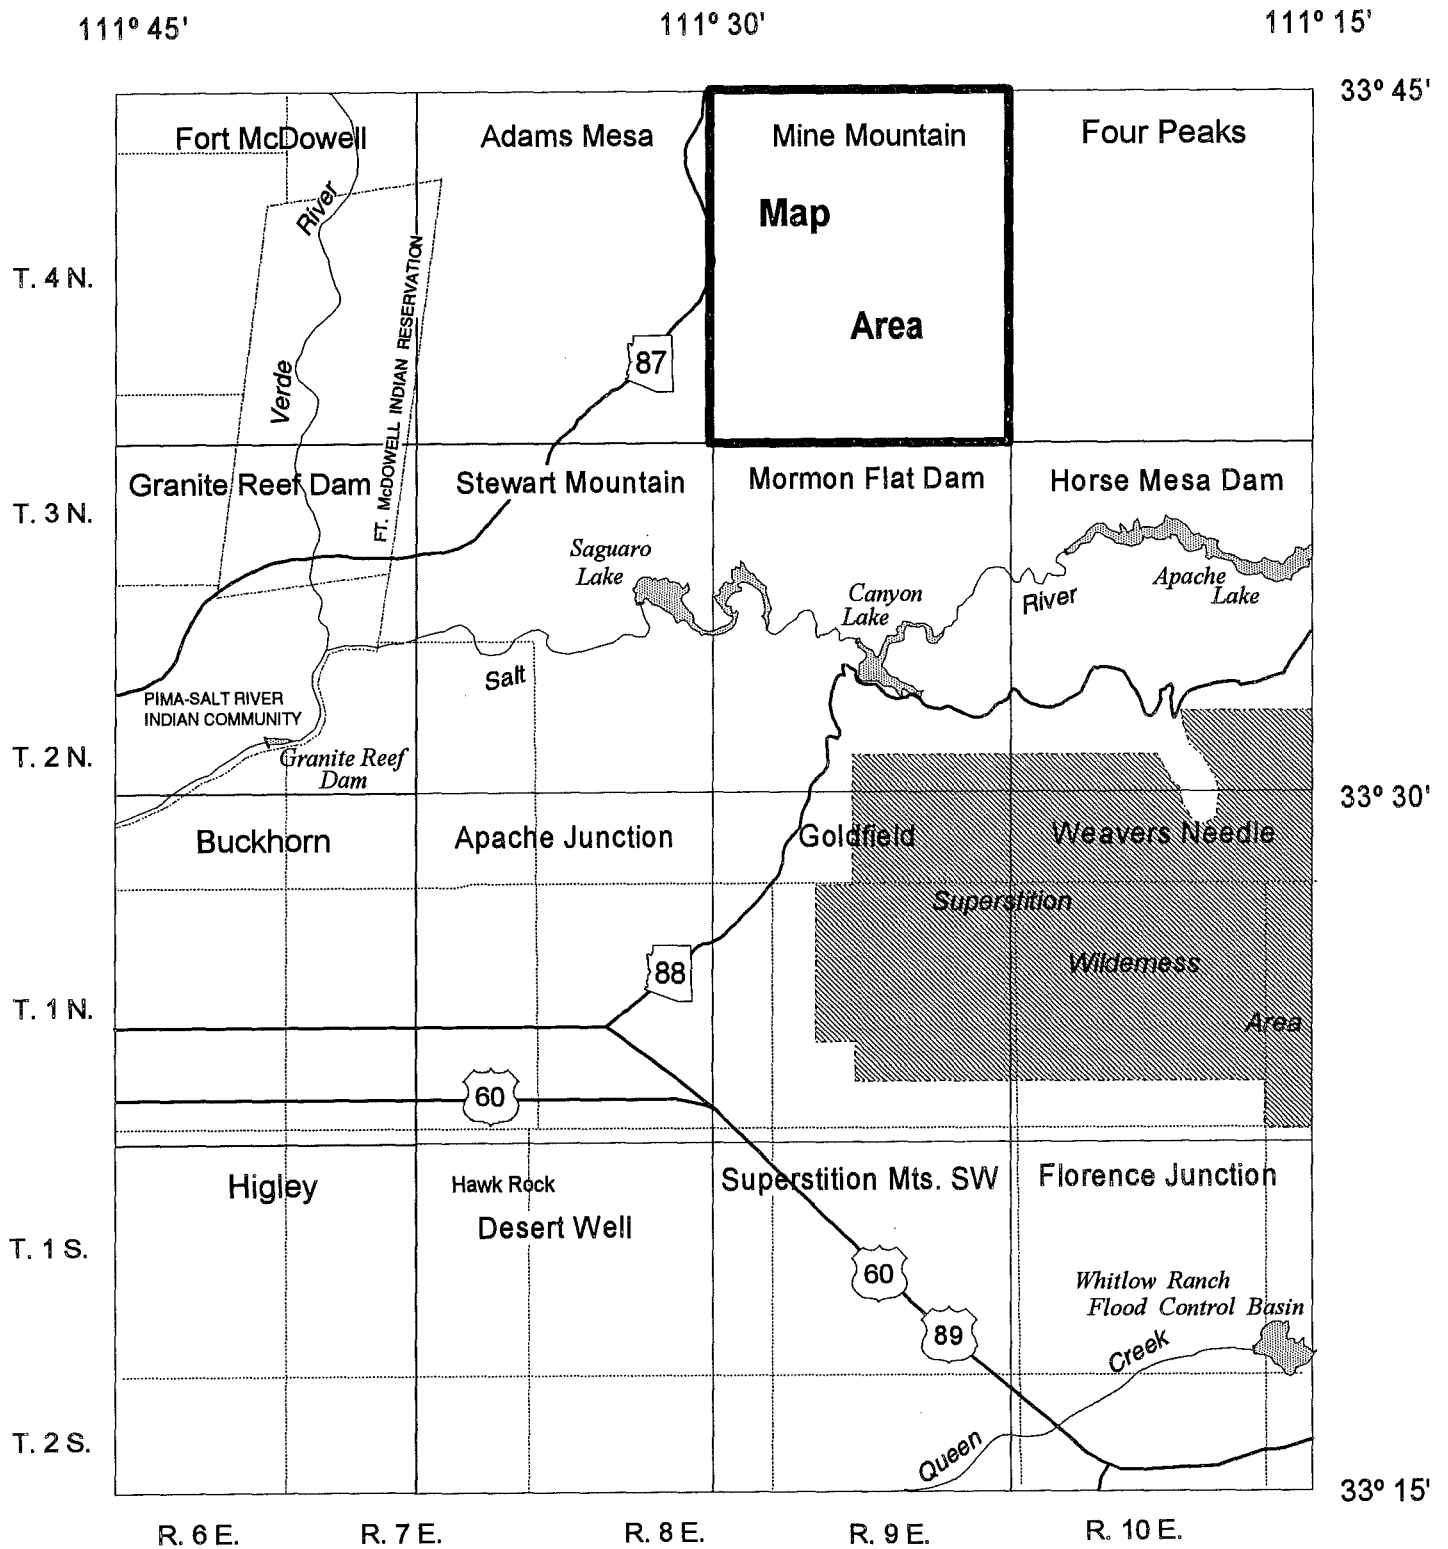 111° 45'
111° 30'
111° 15'
33° 45'
Fort McDowell
Adams Mesa
Mine Mountain
Four Peaks
River
Map
T. 4 N.
Area
87
Verde
FT. McDOWELL INDIAN RESERVATION
Granite Reef Dam
Stewart Mountain
Mormon Flat Dam
Horse Mesa Dam
T. 3 N.
Saguaro
Lake
Canyon
Lake
River
Apache
Lake
Salt
PIMA-SALT RIVER
INDIAN COMMUNITY
T. 2 N.
Granite Reef
Dam
33° 30'
Buckhorn
Apache Junction
Goldfield
Weavers Needle
Superstition
Wilderness
88
T. 1 N.
Area
60
Higley
Hawk Rock
Desert Well
Superstition Mts. SW
Florence Junction
T. 1 S.
60
89
Whitlow Ranch
Flood Control Basin
Creek
T. 2 S.
Queen
33° 15'
R. 6 E.
R. 7 E.
R. 8 E.
R. 9 E.
R. 10 E.